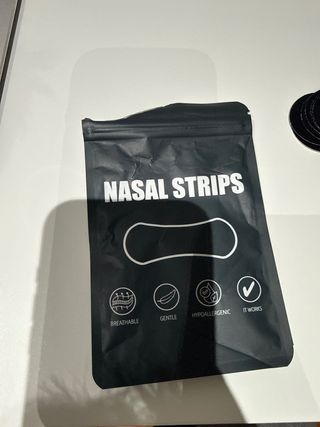 NASAL STRIPS
BREATHABLE
GENTLE
HYPOALLERGENIC
IT WORKS